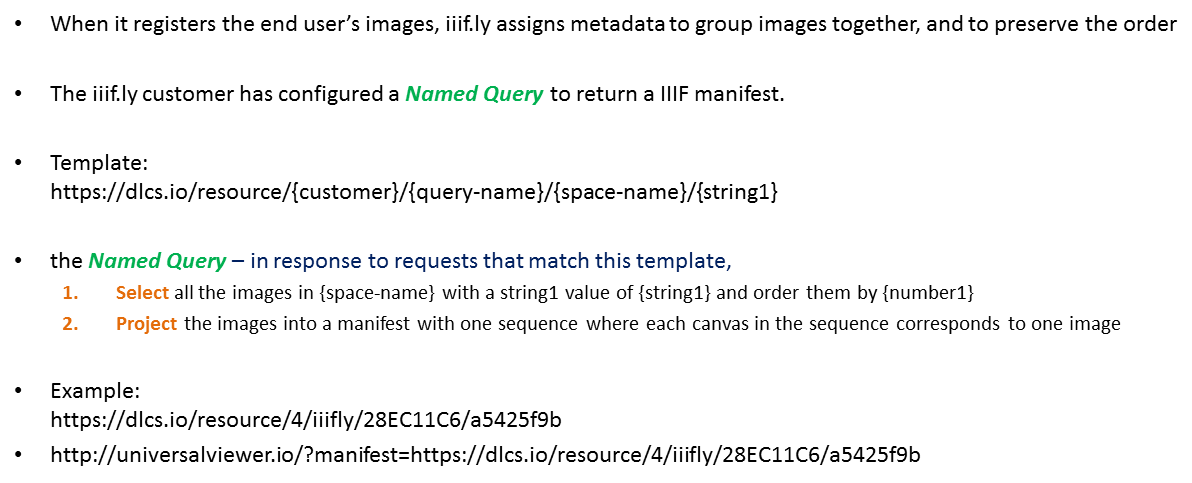 • When it registers the end user’s images, iiif.ly assigns metadata to group images together, and to preserve the order
• The iiif.ly customer has configured a Named Query to return a IIIF manifest.
• Template:
https://dlcs.io/resource/{customer}/{query-name}/{space-name}/{string1}
• the Named Query – in response to requests that match this template,
1. Select all the images in {space-name} with a string1 value of {string1} and order them by {number1}
2. Project the images into a manifest with one sequence where each canvas in the sequence corresponds to one image
• Example:
https://dlcs.io/resource/4/iiifly/28EC11C6/a5425f9b
• http://universalviewer.io/?manifest=https://dlcs.io/resource/4/iiifly/28EC11C6/a5425f9b